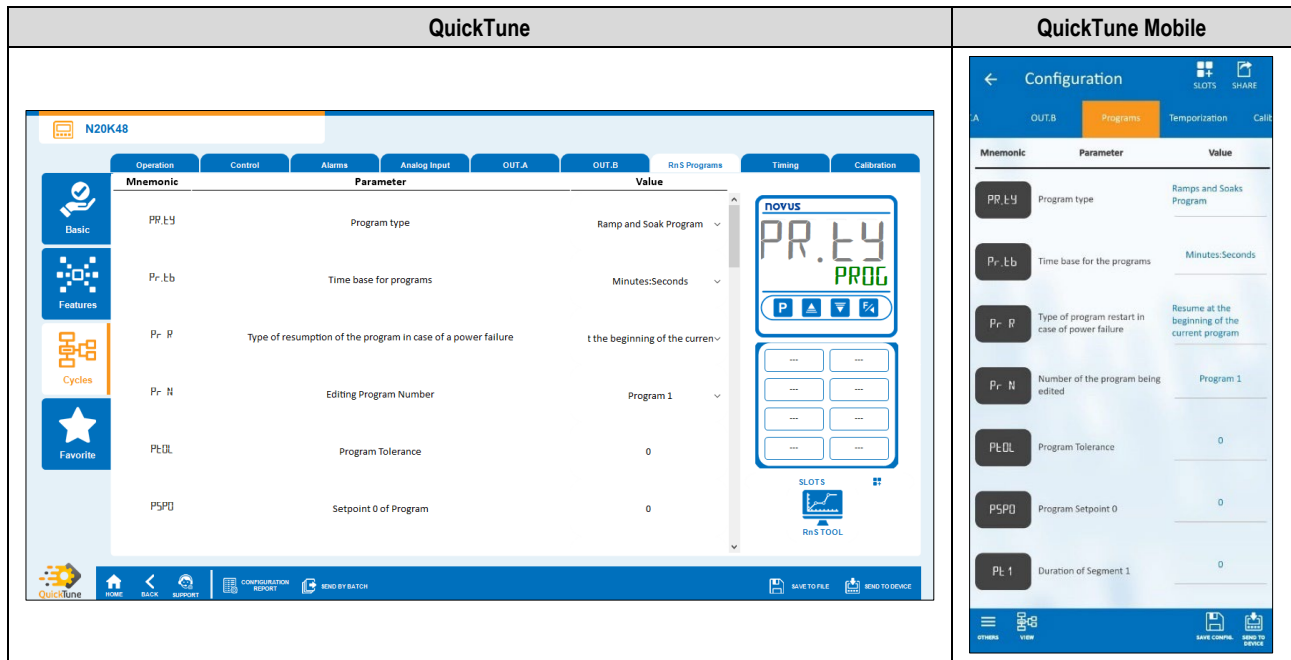 QuickTune
QuickTune Mobile
N20K48
Operation Control Alarms Analog Input OUT.A OUT.B RnS Programs Timing Calibration
Mnemonic Parameter Value
Basic
Features
Cycles
Favorite
PR.tY Program type Ramp and Soak Program
Pr.tb Time base for programs Minutes:Seconds
Pr R Type of resumption of the program in case of a power failure t the beginning of the curren
Pr N Editing Program Number Program 1
PtOL Program Tolerance 0
PSP0 Setpoint 0 of Program 0
novus
PR.tY
PROG
P F/
--- ---
--- ---
--- ---
--- ---
SLOTS
RnS TOOL
QuickTune
HOME BACK SUPPORT
CONFIGURATION
REPORT
SEND BY BATCH
SAVE TO FILE
SEND TO DEVICE
Configuration
SLOTS SHARE
.A OUT.B Programs Temporization Calib
Mnemonic Parameter Value
PR.tY Program type
Ramps and Soaks
Program
Pr.tb Time base for the programs Minutes:Seconds
Pr R
Type of program restart in
case of power failure
Resume at the
beginning of the
current program
Pr N
Number of the program being
edited
Program 1
PtOL Program Tolerance 0
PSP0 Program Setpoint 0 0
Pt 1 Duration of Segment 1 0
OTHERS VIEW SAVE CONFIG. SEND TO
DEVICE